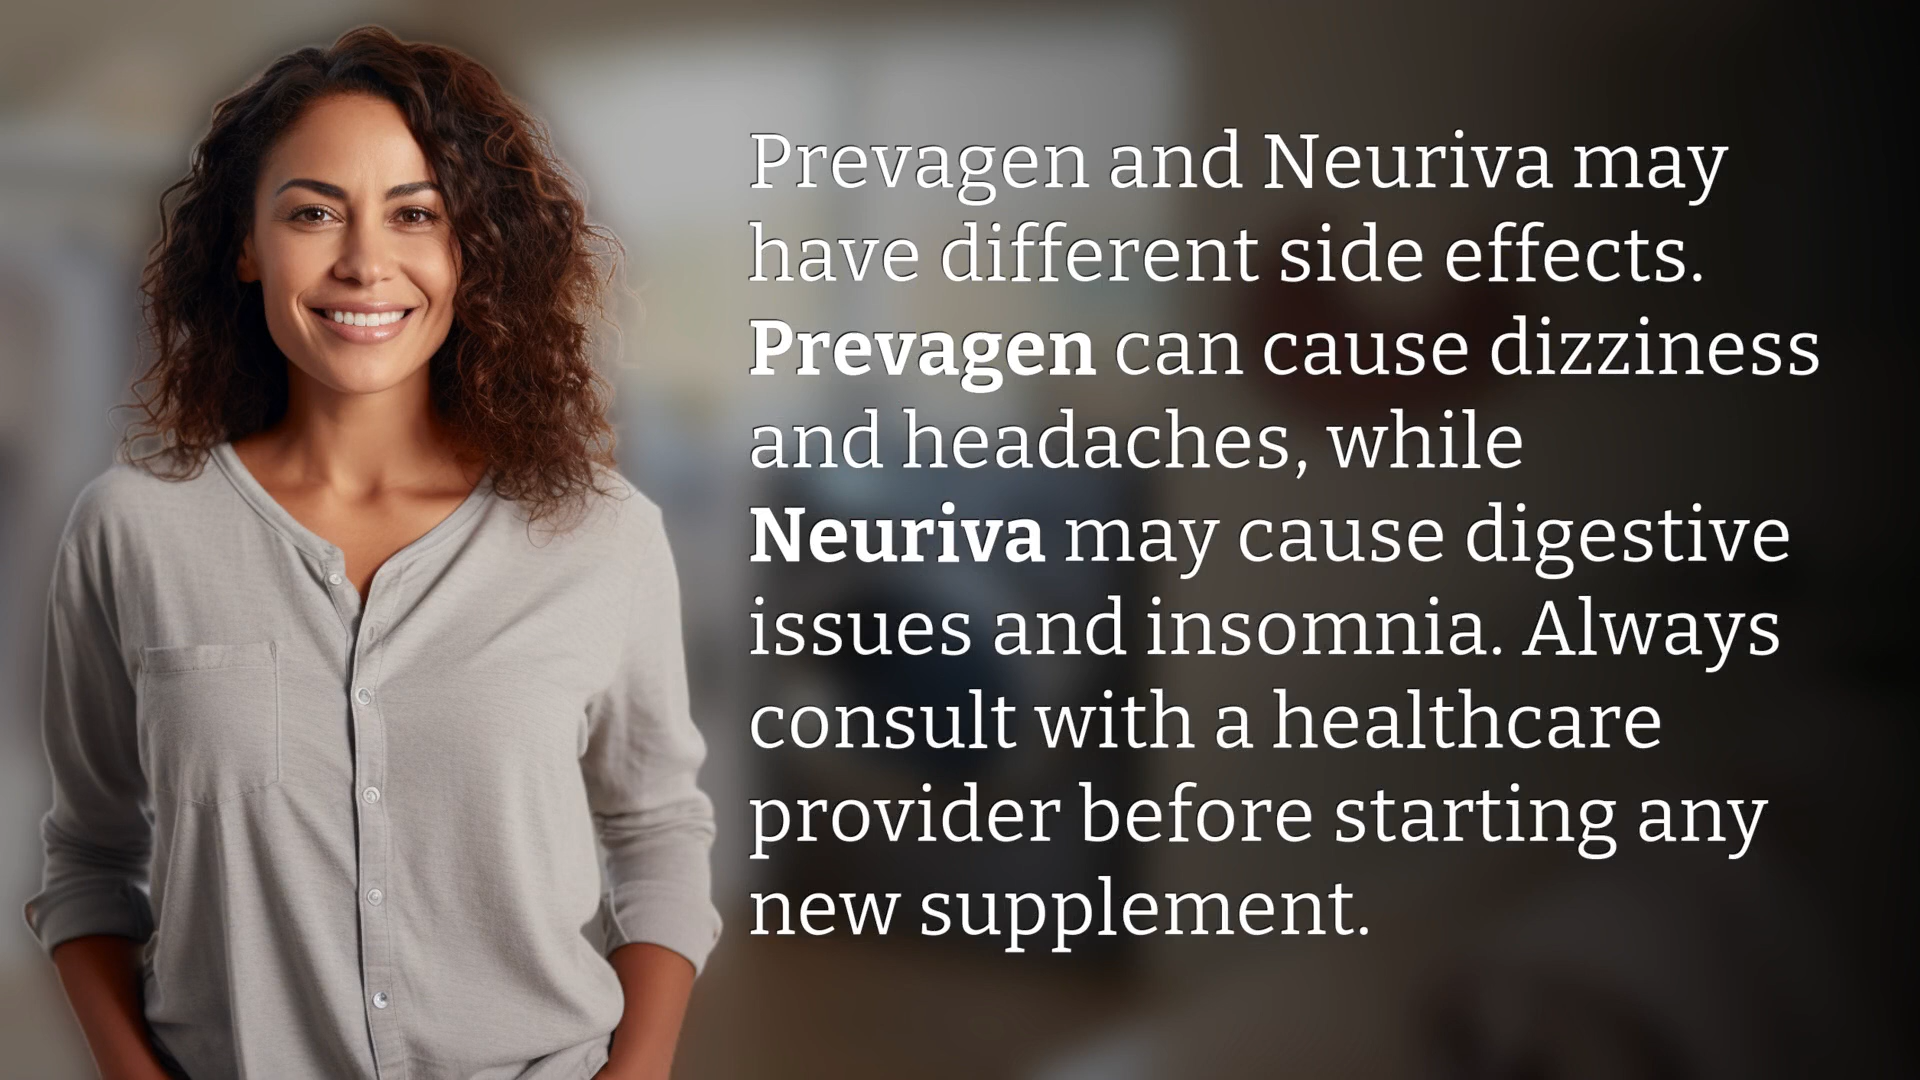 Prevagen and Neuriva may
have different side effects.
Prevagen can cause dizziness
and headaches, while
Neuriva may cause digestive
issues and insomnia. Always
consult with a healthcare
provider before starting any
new supplement.